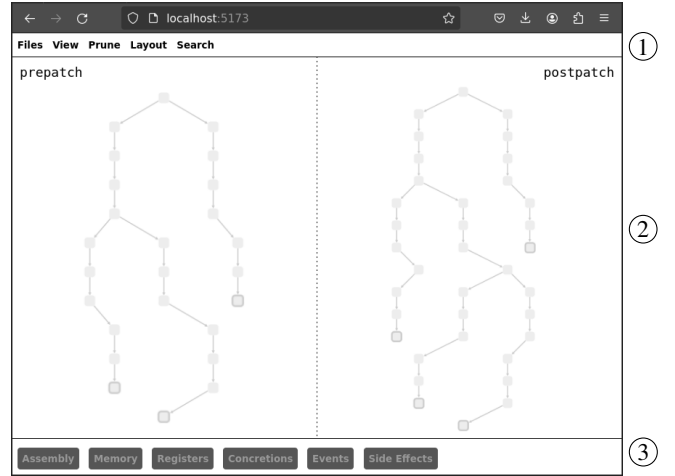 localhost:5173
Files View Prune Layout Search
①
prepatch
postpatch
②
Assembly Memory Registers Concretions Events Side Effects
③